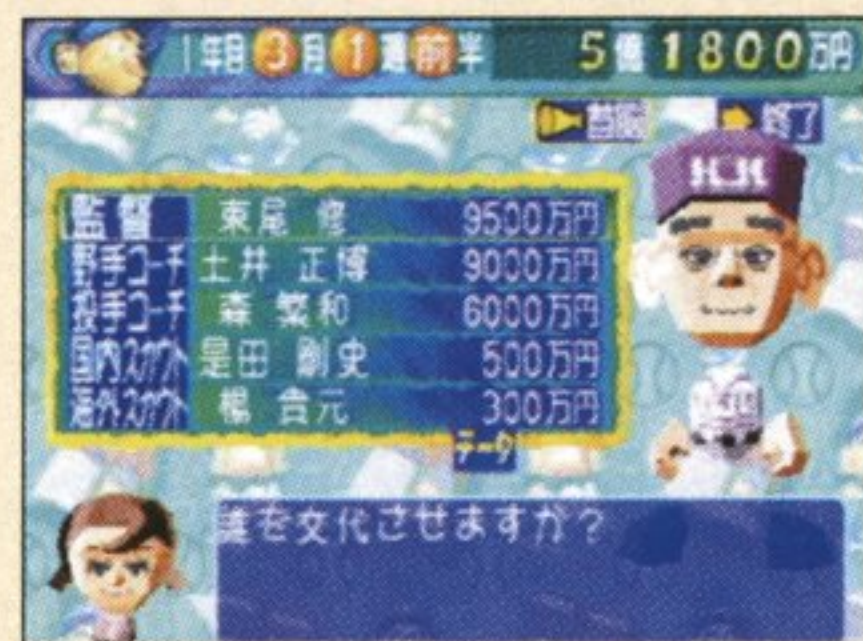 1年目3月1週前半 5億1800万円
首脳 終了
監督 東尾 修 9500万円
野手コーチ 土井 正博 9000万円
投手コーチ 森 繁和 6000万円
国内スカウト 是田 剛史 500万円
海外スカウト 楊 貴元 300万円
データ
誰を交代させますか?